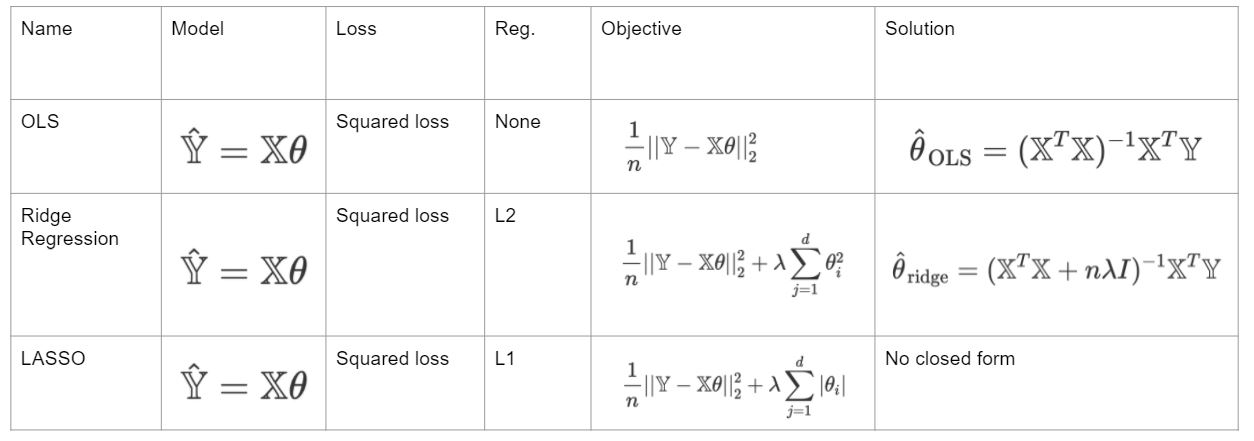 Name Model Loss Reg. Objective Solution
OLS Ŷ = 𝕏θ Squared loss None 1/n ||𝕐 − 𝕏θ||₂² θ̂_OLS = (𝕏ᵀ𝕏)⁻¹𝕏ᵀ𝕐
Ridge
Regression Ŷ = 𝕏θ Squared loss L2 1/n ||𝕐 − 𝕏θ||₂² + λ ∑_{j=1}^{d} θᵢ² θ̂_ridge = (𝕏ᵀ𝕏 + nλI)⁻¹𝕏ᵀ𝕐
LASSO Ŷ = 𝕏θ Squared loss L1 1/n ||𝕐 − 𝕏θ||₂² + λ ∑_{j=1}^{d} |θᵢ| No closed form